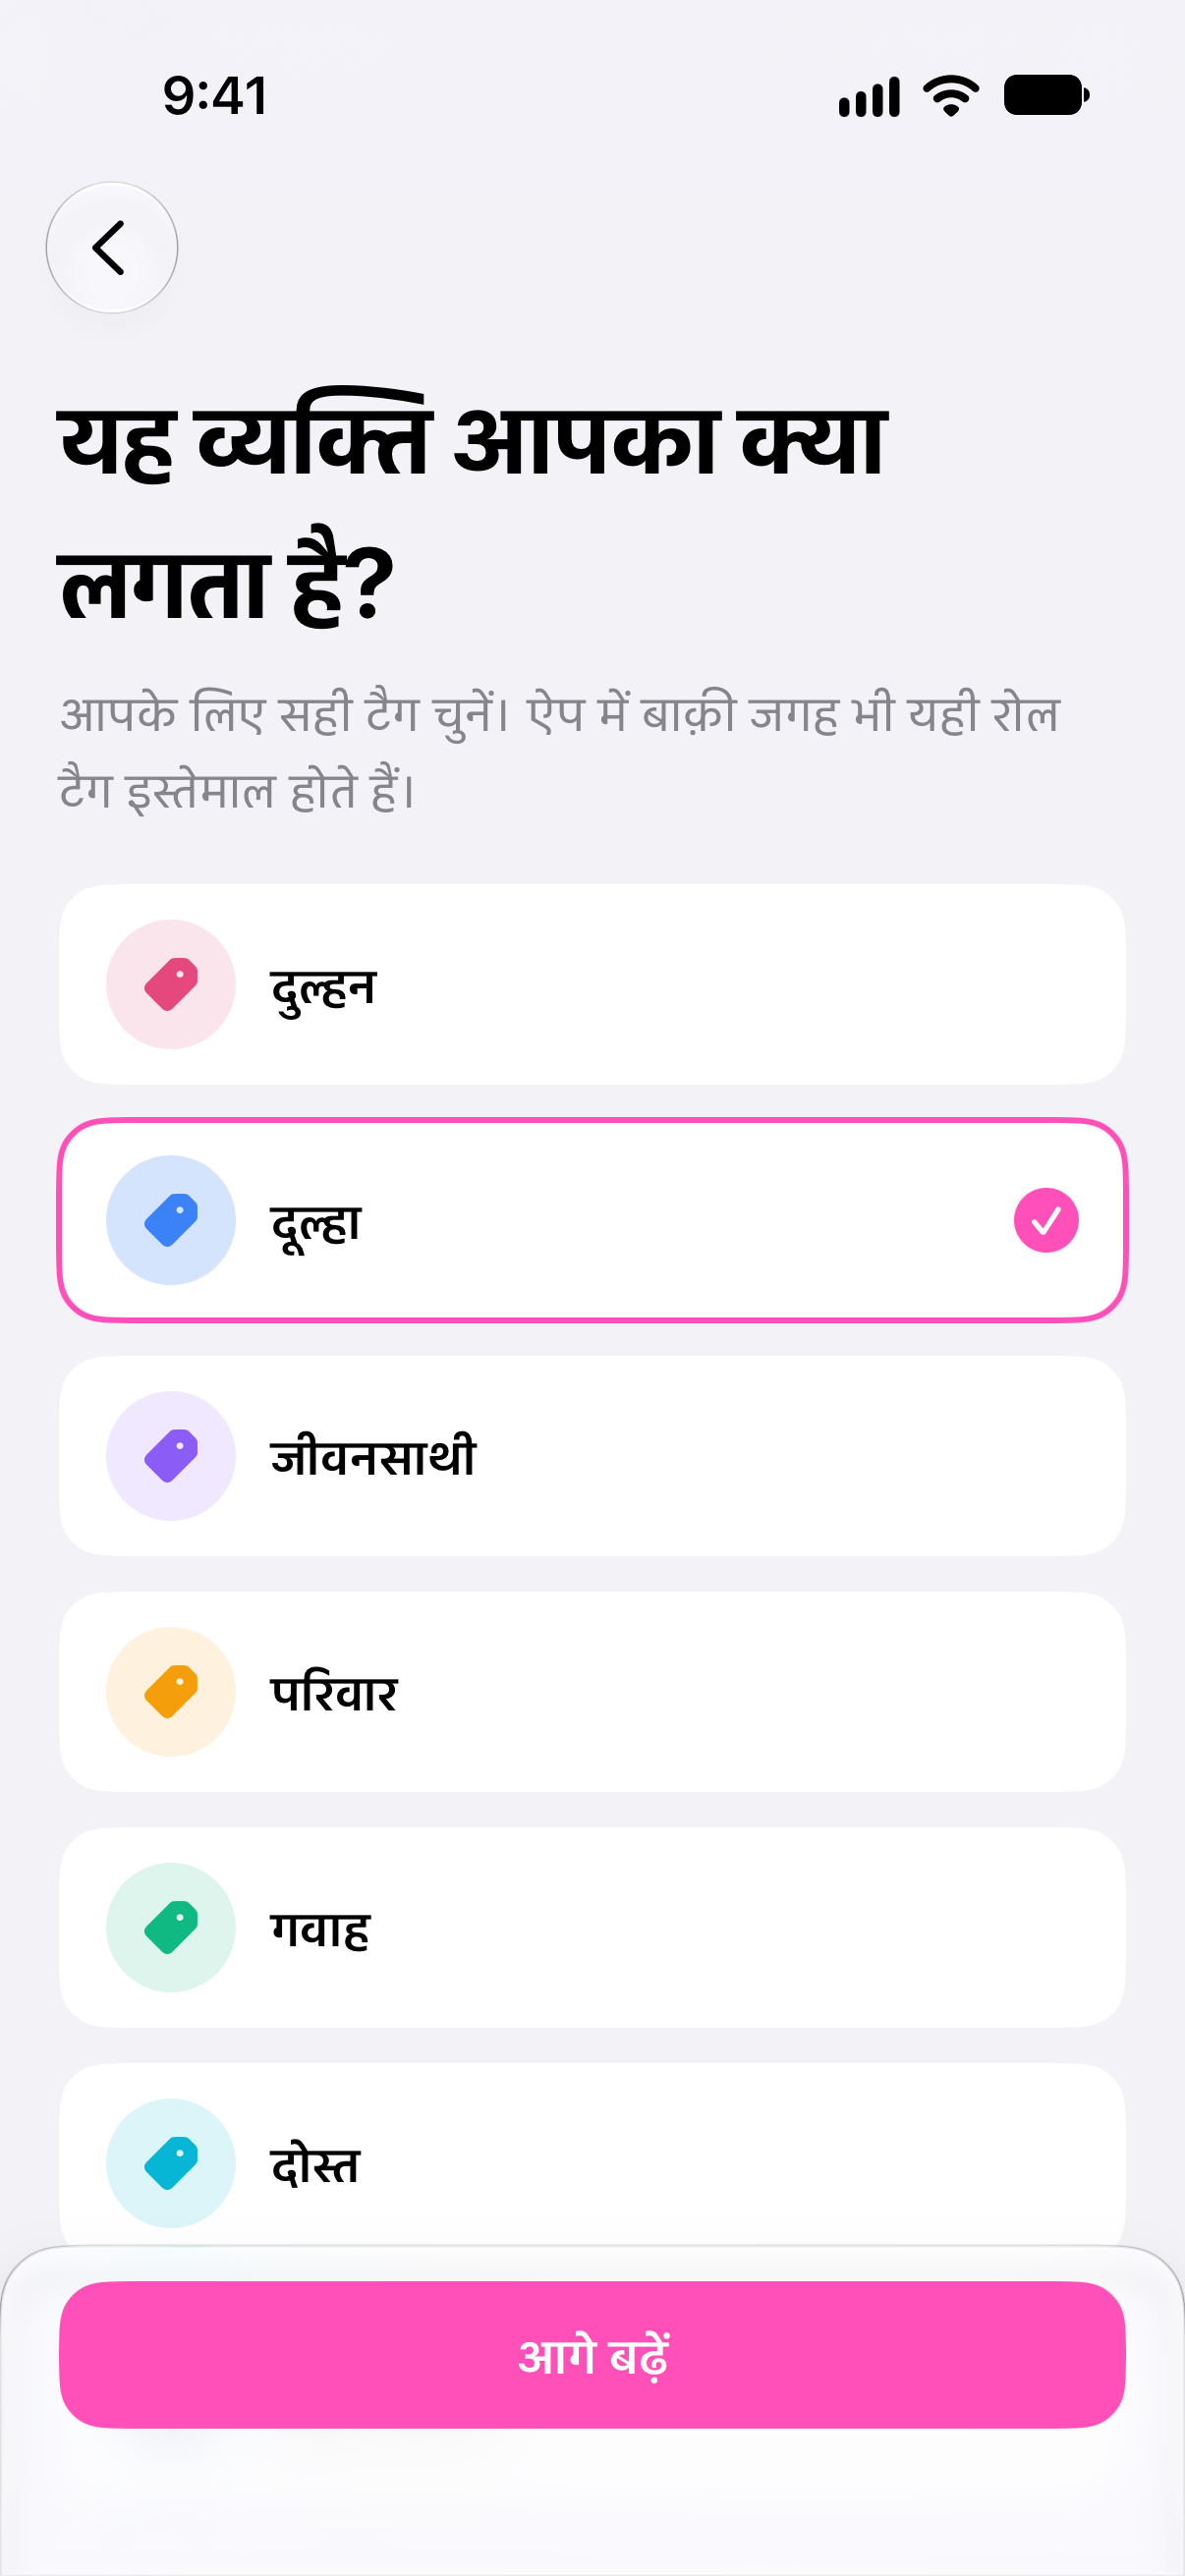 9:41
यह व्यक्ति आपका क्या
लगता है?
आपके लिए सही टैग चुनें। ऐप में बाक़ी जगह भी यही रोल
टैग इस्तेमाल होते हैं।
दुल्हन
दूल्हा
जीवनसाथी
परिवार
गवाह
दोस्त
आगे बढ़ें